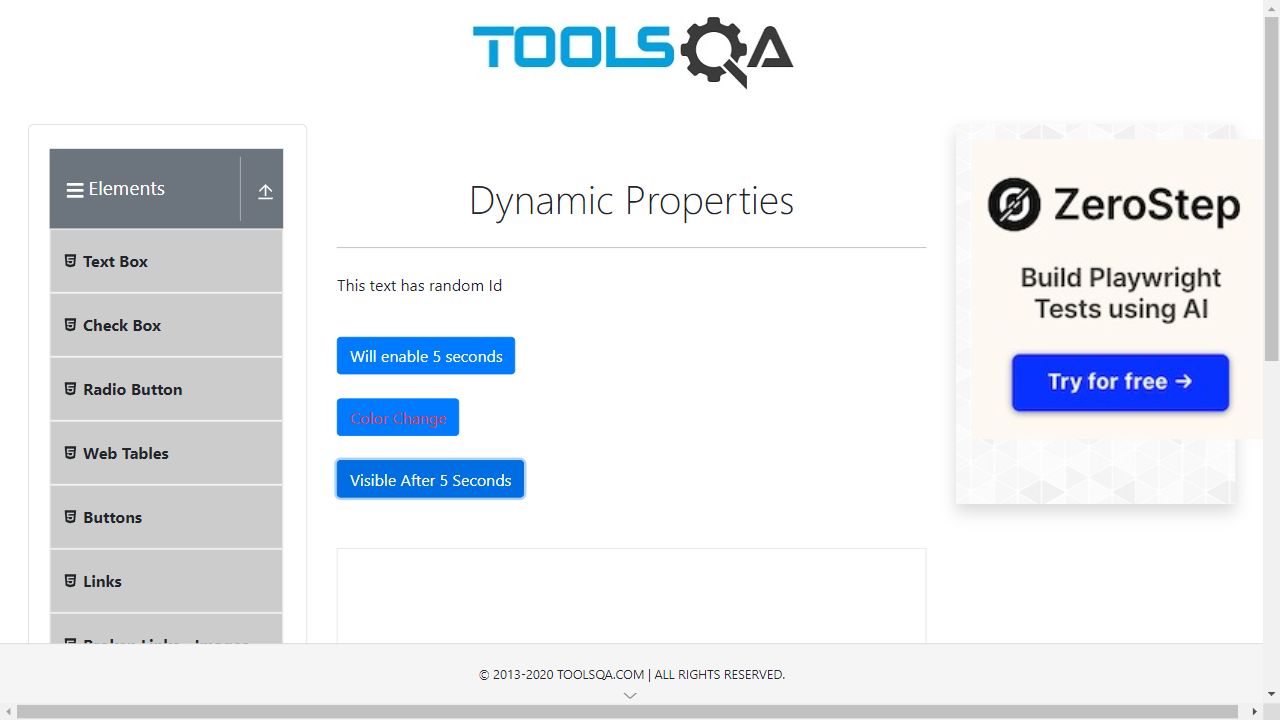 TOOLSQA
Elements
Text Box
Check Box
Radio Button
Web Tables
Buttons
Links
Dynamic Properties
This text has random Id
Will enable 5 seconds
Color Change
Visible After 5 Seconds
ZeroStep
Build Playwright
Tests using AI
Try for free →
© 2013-2020 TOOLSQA.COM | ALL RIGHTS RESERVED.